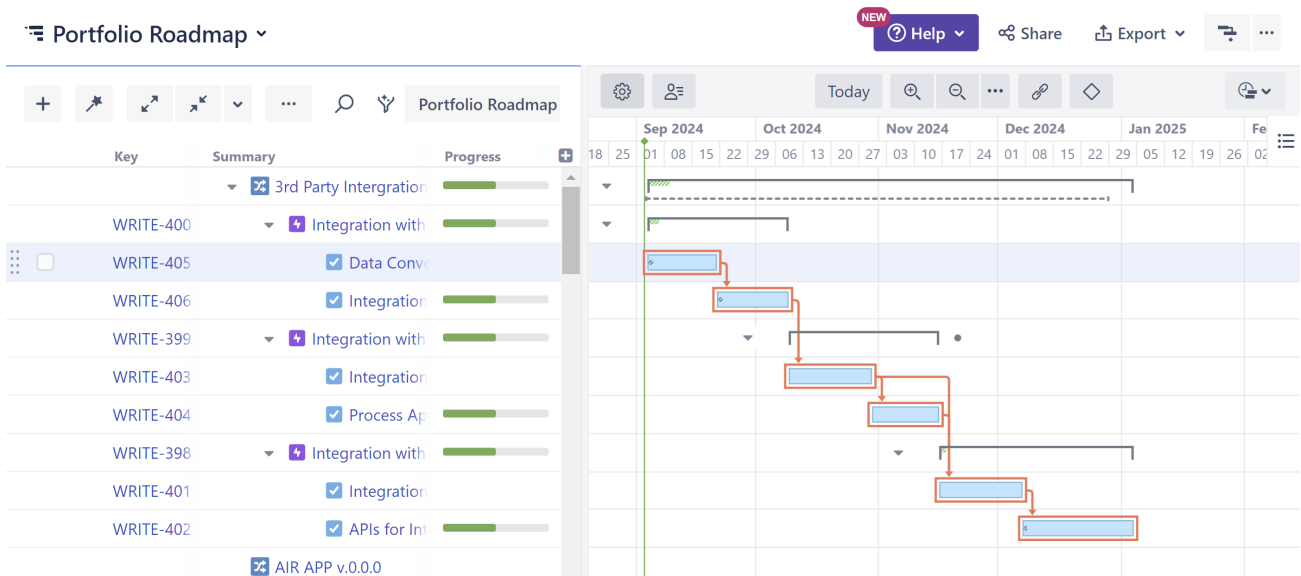 Portfolio Roadmap
NEW
Help
Share
Export
Portfolio Roadmap
Today
Sep 2024 Oct 2024 Nov 2024 Dec 2024 Jan 2025 Fe
18 25 01 08 15 22 29 06 13 20 27 03 10 17 24 01 08 15 22 29 05 12 19 26 02
Key Summary Progress
3rd Party Intergration
WRITE-400 Integration with
WRITE-405 Data Conve
WRITE-406 Integration
WRITE-399 Integration with
WRITE-403 Integration
WRITE-404 Process Ap
WRITE-398 Integration with
WRITE-401 Integration
WRITE-402 APIs for Int
AIR APP v.0.0.0